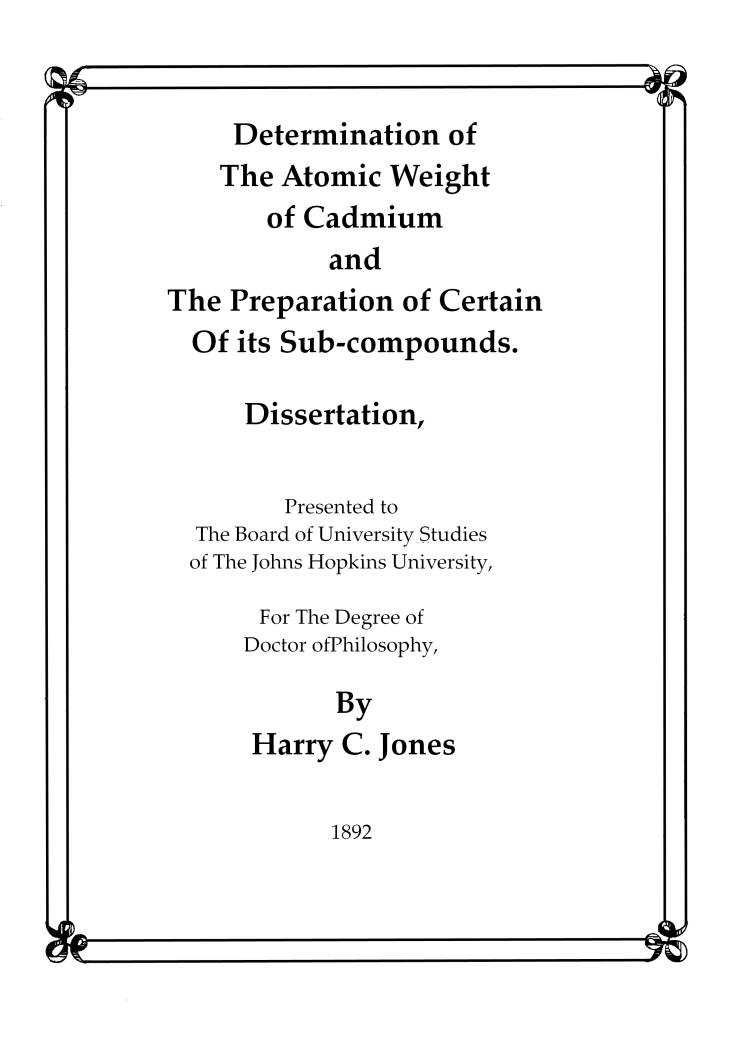 Determination of
The Atomic Weight
of Cadmium
and
The Preparation of Certain
Of its Sub-compounds.
Dissertation,
Presented to
The Board of University Studies
of The Johns Hopkins University,
For The Degree of
Doctor ofPhilosophy,
By
Harry C. Jones
1892